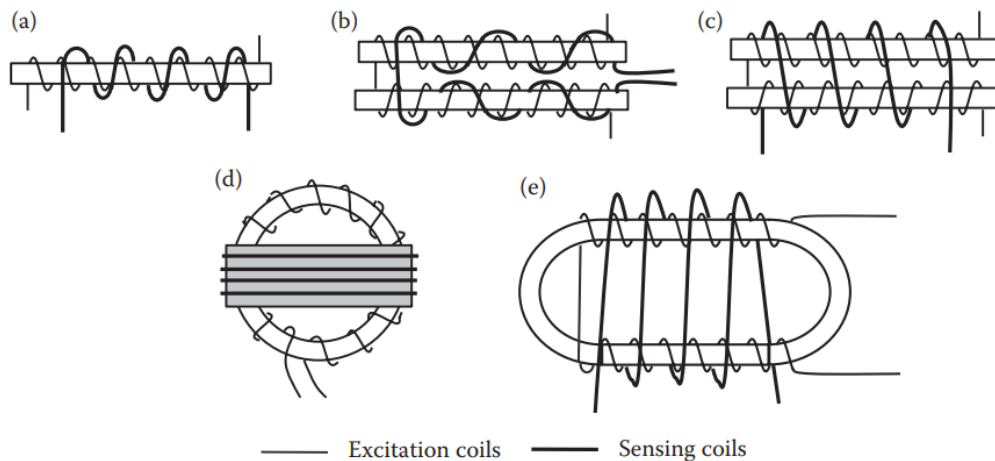 (a)
(b)
(c)
(d)
(e)
Excitation coils
Sensing coils